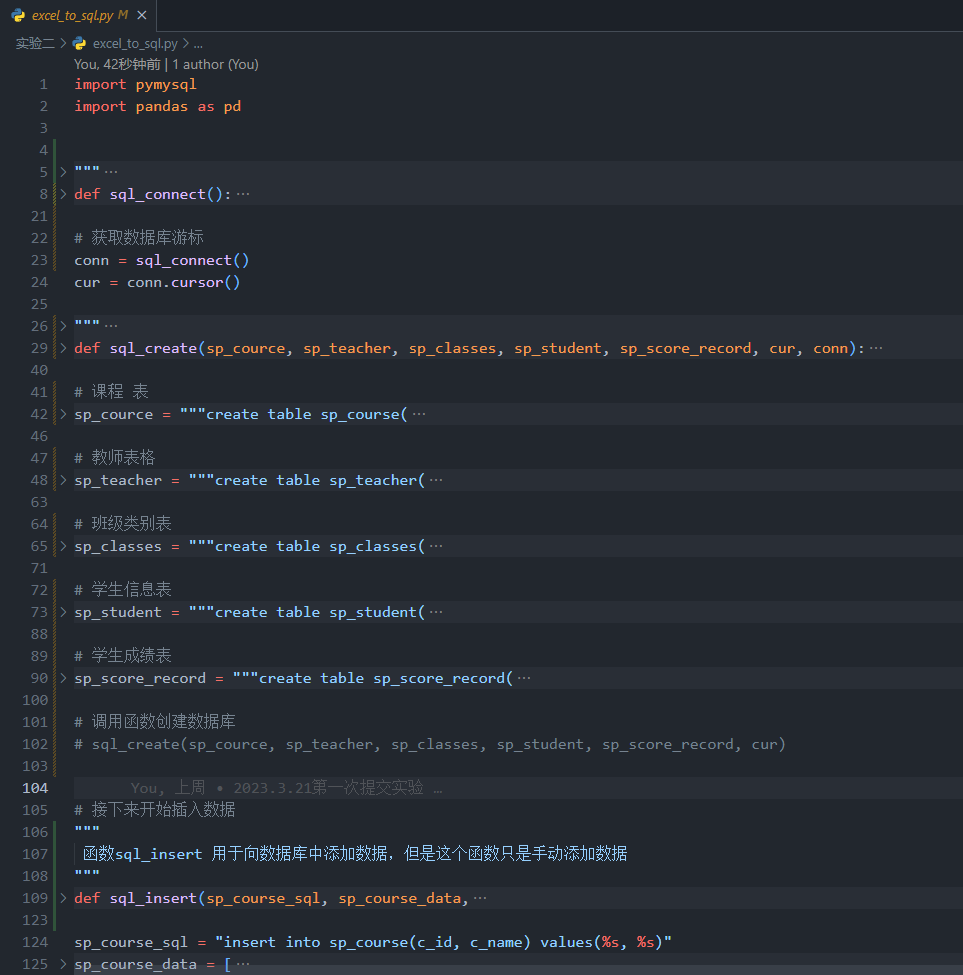 excel_to_sql.py M
实验二 > excel_to_sql.py > ...
You, 42秒钟前 | 1 author (You)
1 import pymysql
2 import pandas as pd
3
4
5 """ ···
8 def sql_connect(): ···
21
22 # 获取数据库游标
23 conn = sql_connect()
24 cur = conn.cursor()
25
26 """ ···
29 def sql_create(sp_cource, sp_teacher, sp_classes, sp_student, sp_score_record, cur, conn): ···
40
41 # 课程 表
42 sp_cource = """create table sp_course( ···
46
47 # 教师表格
48 sp_teacher = """create table sp_teacher( ···
63
64 # 班级类别表
65 sp_classes = """create table sp_classes( ···
71
72 # 学生信息表
73 sp_student = """create table sp_student( ···
88
89 # 学生成绩表
90 sp_score_record = """create table sp_score_record( ···
100
101 # 调用函数创建数据库
102 # sql_create(sp_cource, sp_teacher, sp_classes, sp_student, sp_score_record, cur)
103
104 You, 上周 • 2023.3.21第一次提交实验 …
105 # 接下来开始插入数据
106 """
107 函数sql_insert 用于向数据库中添加数据，但是这个函数只是手动添加数据
108 """
109 def sql_insert(sp_course_sql, sp_course_data, ···
123
124 sp_course_sql = "insert into sp_course(c_id, c_name) values(%s, %s)"
125 sp_course_data = [ ···